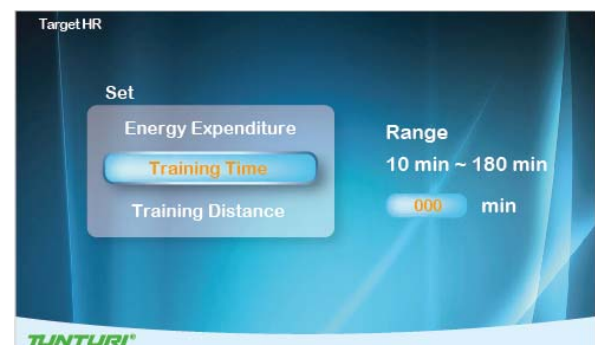 Target HR
Set
Energy Expenditure
Training Time
Training Distance
Range
10 min ~ 180 min
000 min
TUNTURI®